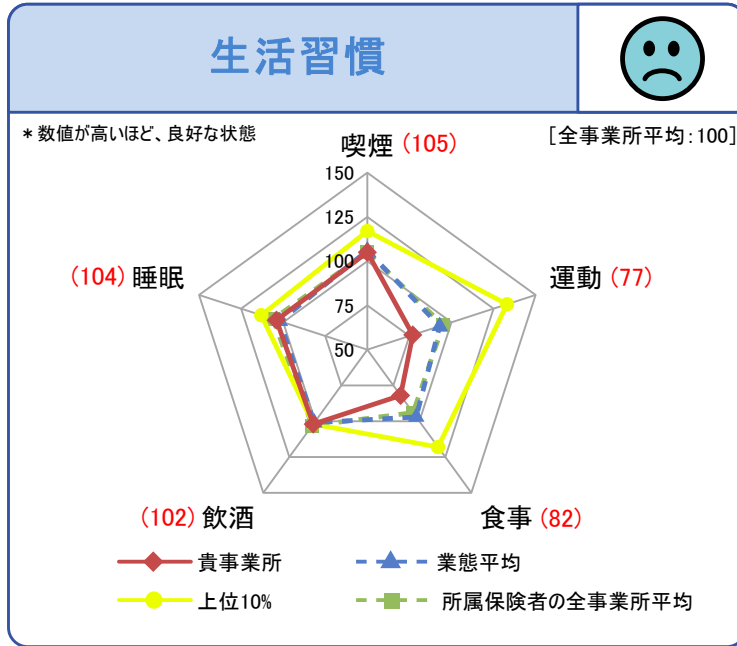 生活習慣
*数値が高いほど、良好な状態
[全事業所平均:100]
喫煙 (105)
150
125
100
75
50
(104) 睡眠
運動 (77)
(102) 飲酒
食事 (82)
貴事業所
業態平均
上位10%
所属保険者の全事業所平均